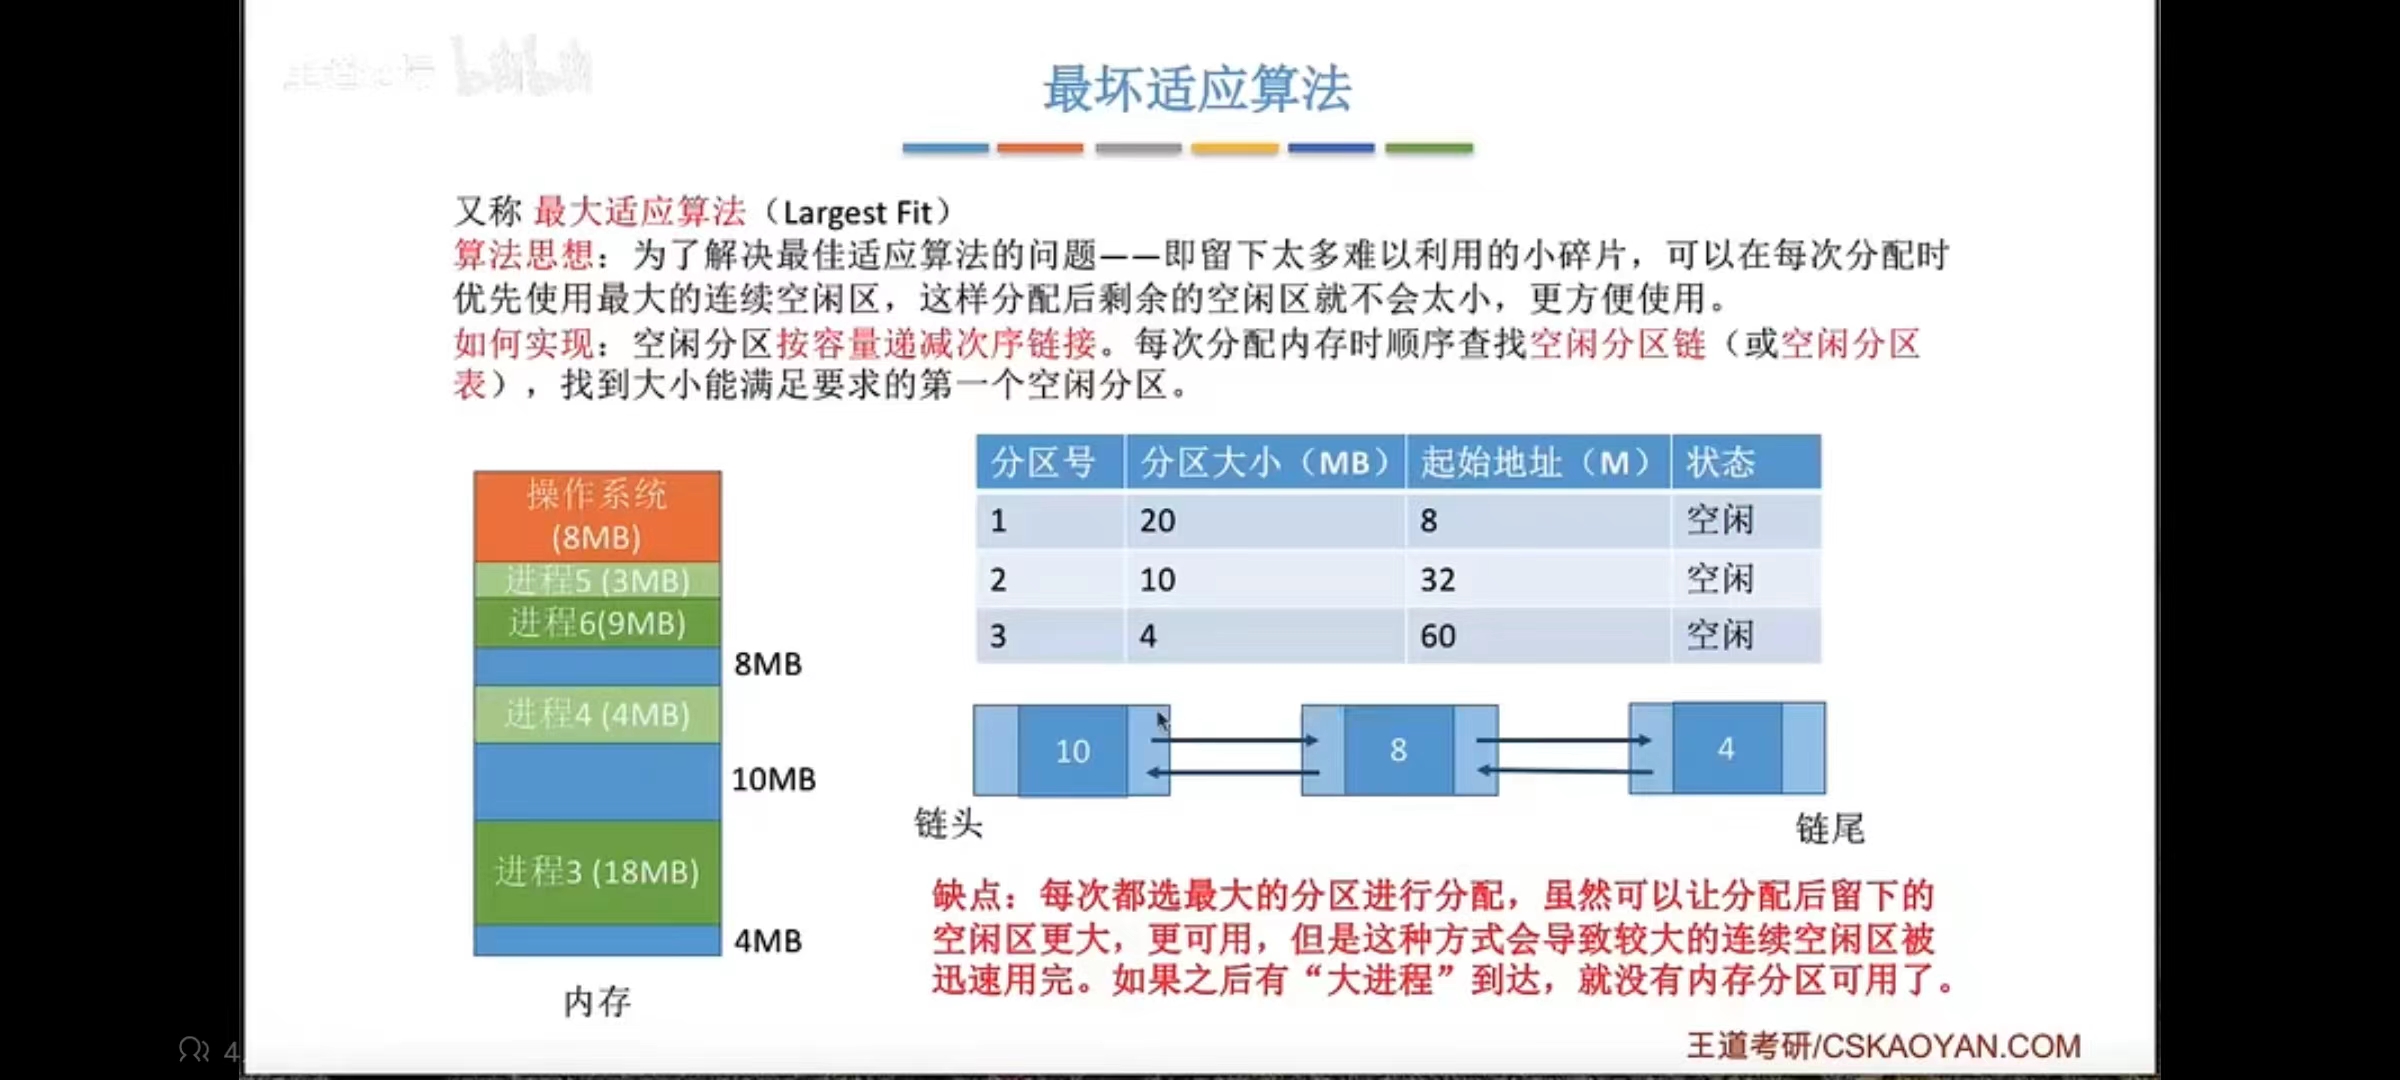 最坏适应算法
又称 最大适应算法（Largest Fit）
算法思想：为了解决最佳适应算法的问题——即留下太多难以利用的小碎片，可以在每次分配时
优先使用最大的连续空闲区，这样分配后剩余的空闲区就不会太小，更方便使用。
如何实现：空闲分区按容量递减次序链接。每次分配内存时顺序查找空闲分区链（或空闲分区
表），找到大小能满足要求的第一个空闲分区。
操作系统
(8MB)
进程5 (3MB)
进程6(9MB)
8MB
进程4 (4MB)
10MB
进程3 (18MB)
4MB
内存
分区号 分区大小（MB） 起始地址（M） 状态
1 20 8 空闲
2 10 32 空闲
3 4 60 空闲
10 8 4
链头 链尾
缺点：每次都选最大的分区进行分配，虽然可以让分配后留下的
空闲区更大，更可用，但是这种方式会导致较大的连续空闲区被
迅速用完。如果之后有“大进程”到达，就没有内存分区可用了。
王道考研/CSKAOYAN.COM